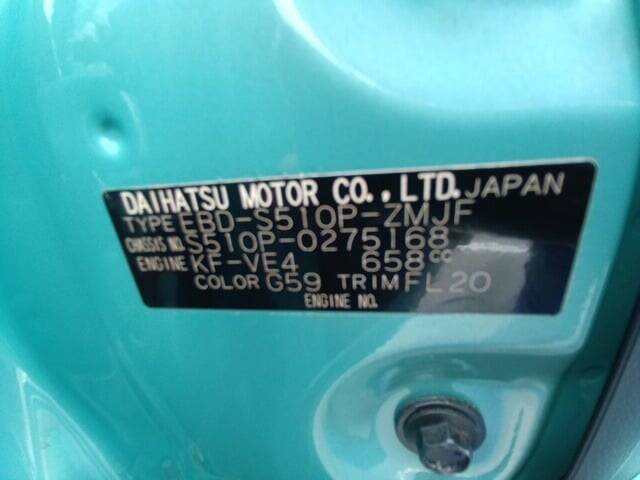 DAIHATSU MOTOR CO., LTD. JAPAN
TYPE EBD-S510P-ZMJF
CHASSIS NO. S510P-0275168
ENGINE KF-VE4 658cc
COLOR G59 TRIM FL20
ENGINE NO.